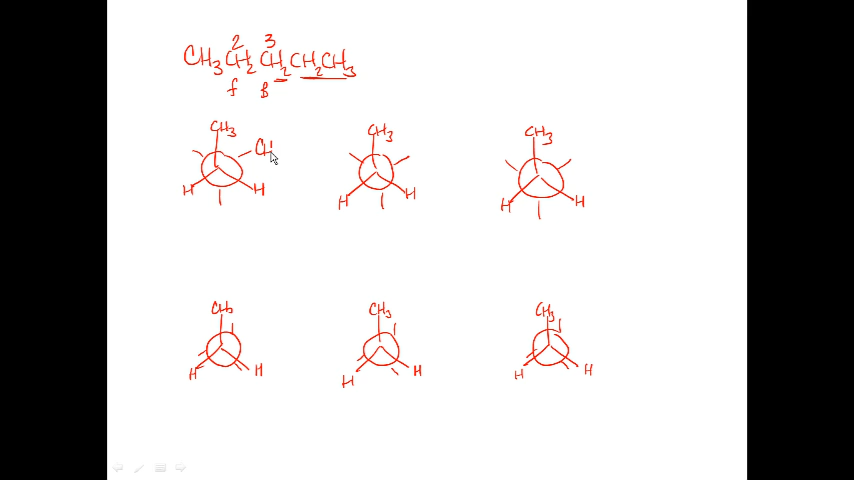 2 3
CH3CH2CH2CH2CH3
f B
CH3 CH3 CH3
CH
H H H H H H
CH3 CH3 CH3
H H H H H H